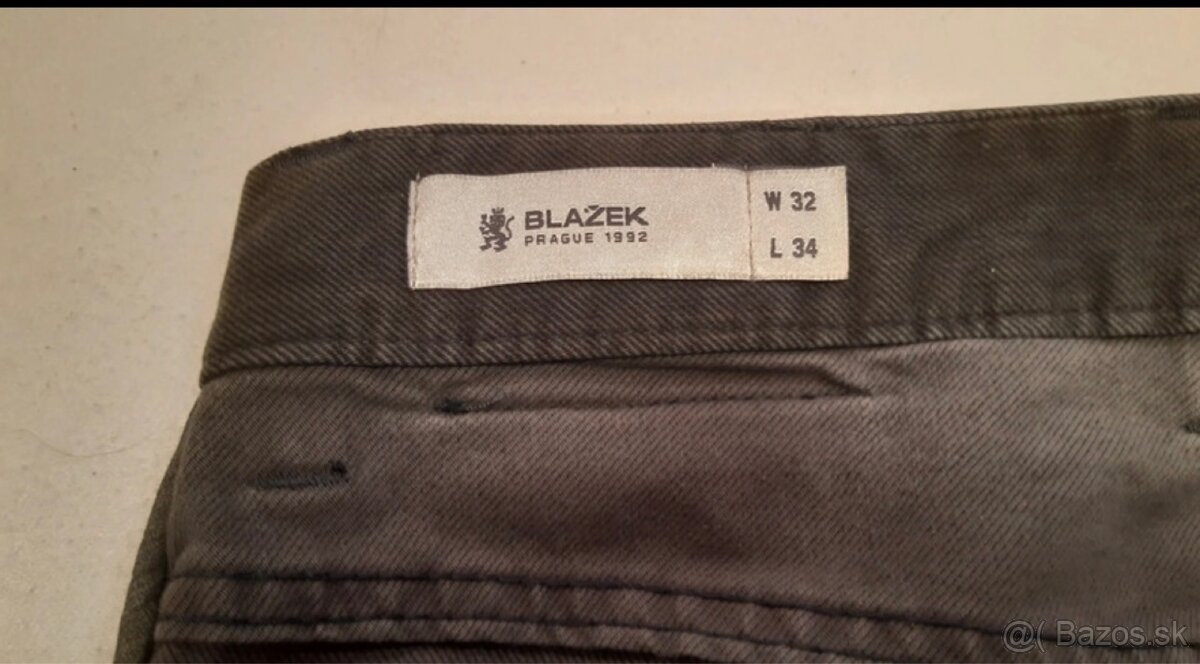 BLAŽEK
PRAGUE 1992
W 32
L 34
@( Bazos.sk